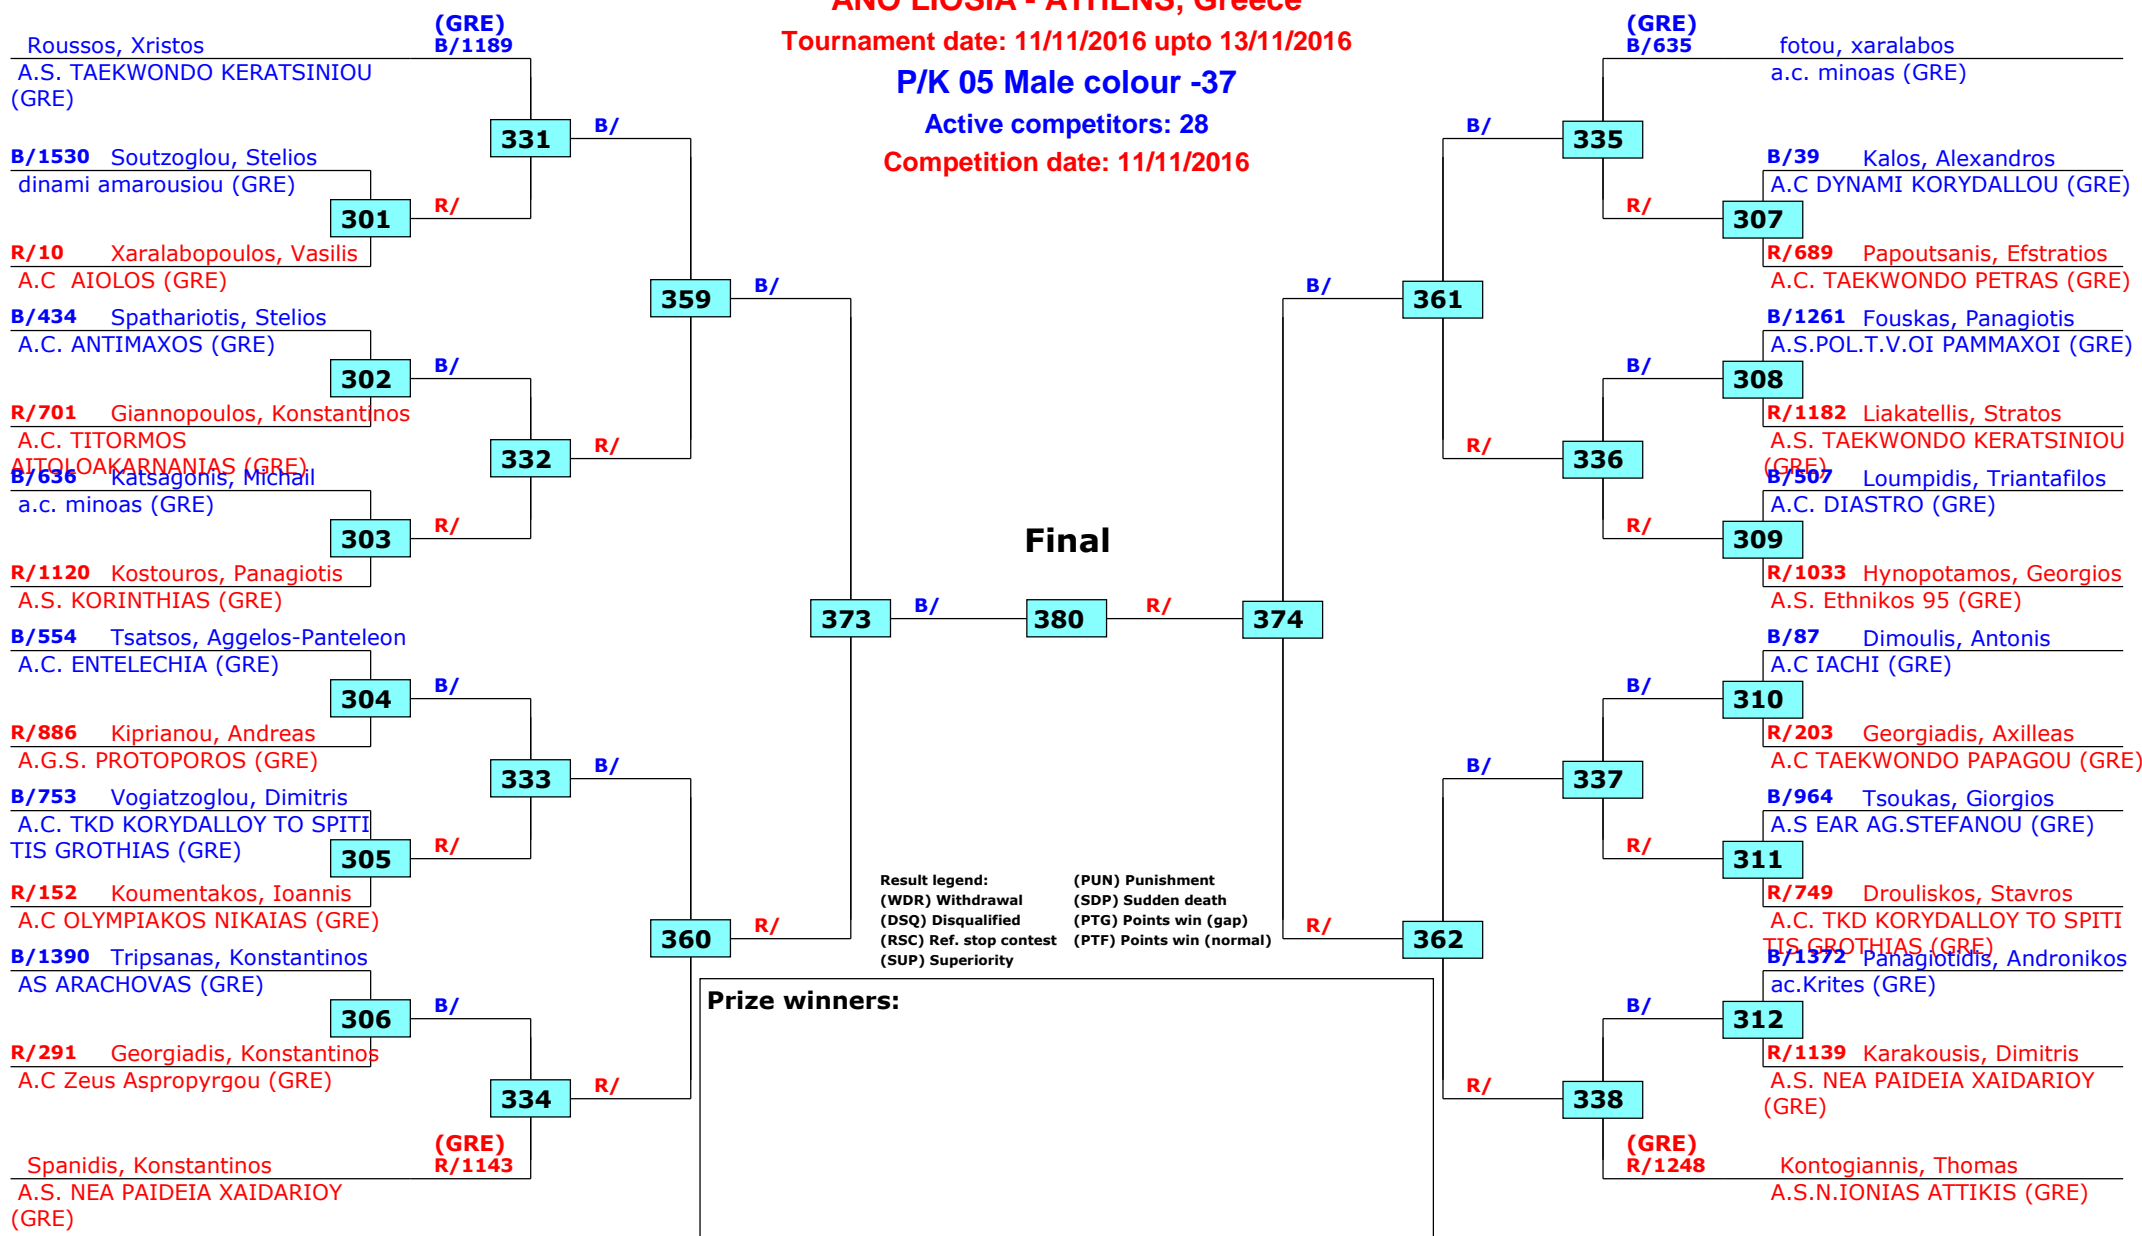 ANO LIOSIA - ATHENS, Greece
Tournament date: 11/11/2016 upto 13/11/2016
P/K 05 Male colour -37
Active competitors: 28
Competition date: 11/11/2016
(GRE)
Roussos, Xristos B/1189
A.S. TAEKWONDO KERATSINIOU
(GRE)
331
B/
B/1530 Soutzoglou, Stelios
dinami amarousiou (GRE)
301
R/
R/10 Xaralabopoulos, Vasilis
A.C AIOLOS (GRE)
359
B/
B/434 Spathariotis, Stelios
A.C. ANTIMAXOS (GRE)
302
B/
R/701 Giannopoulos, Konstantinos
A.C. TITORMOS
AITOLOAKARNANIAS (GRE)
332
R/
B/636 Katsagonis, Michail
a.c. minoas (GRE)
303
R/
R/1120 Kostouros, Panagiotis
A.S. KORINTHIAS (GRE)
373
B/
B/554 Tsatsos, Aggelos-Panteleon
A.C. ENTELECHIA (GRE)
304
B/
R/886 Kiprianou, Andreas
A.G.S. PROTOPOROS (GRE)
333
B/
B/753 Vogiatzoglou, Dimitris
A.C. TKD KORYDALLOY TO SPITI
TIS GROTHIAS (GRE)
305
R/
R/152 Koumentakos, Ioannis
A.C OLYMPIAKOS NIKAIAS (GRE)
360
R/
B/1390 Tripsanas, Konstantinos
AS ARACHOVAS (GRE)
306
B/
R/291 Georgiadis, Konstantinos
A.C Zeus Aspropyrgou (GRE)
334
R/
(GRE)
Spanidis, Konstantinos R/1143
A.S. NEA PAIDEIA XAIDARIOY
(GRE)
Final
380
R/
374
Result legend:
(WDR) Withdrawal
(DSQ) Disqualified
(RSC) Ref. stop contest
(SUP) Superiority
(PUN) Punishment
(SDP) Sudden death
(PTG) Points win (gap)
(PTF) Points win (normal)
Prize winners:
(GRE)
B/635 fotou, xaralabos
a.c. minoas (GRE)
B/
335
B/39 Kalos, Alexandros
A.C DYNAMI KORYDALLOU (GRE)
R/
307
R/689 Papoutsanis, Efstratios
A.C. TAEKWONDO PETRAS (GRE)
B/
361
B/1261 Fouskas, Panagiotis
A.S.POL.T.V.OI PAMMAXOI (GRE)
B/
308
R/1182 Liakatellis, Stratos
A.S. TAEKWONDO KERATSINIOU
(GRE)
R/
336
B/507 Loumpidis, Triantafilos
A.C. DIASTRO (GRE)
R/
309
R/1033 Hynopotamos, Georgios
A.S. Ethnikos 95 (GRE)
B/87 Dimoulis, Antonis
A.C IACHI (GRE)
B/
310
R/203 Georgiadis, Axilleas
A.C TAEKWONDO PAPAGOU (GRE)
B/
337
B/964 Tsoukas, Giorgios
A.S EAR AG.STEFANOU (GRE)
R/
311
R/749 Drouliskos, Stavros
A.C. TKD KORYDALLOY TO SPITI
TIS GROTHIAS (GRE)
R/
362
B/1372 Panagiotidis, Andronikos
ac.Krites (GRE)
B/
312
R/1139 Karakousis, Dimitris
A.S. NEA PAIDEIA XAIDARIOY
(GRE)
R/
338
(GRE)
R/1248 Kontogiannis, Thomas
A.S.N.IONIAS ATTIKIS (GRE)